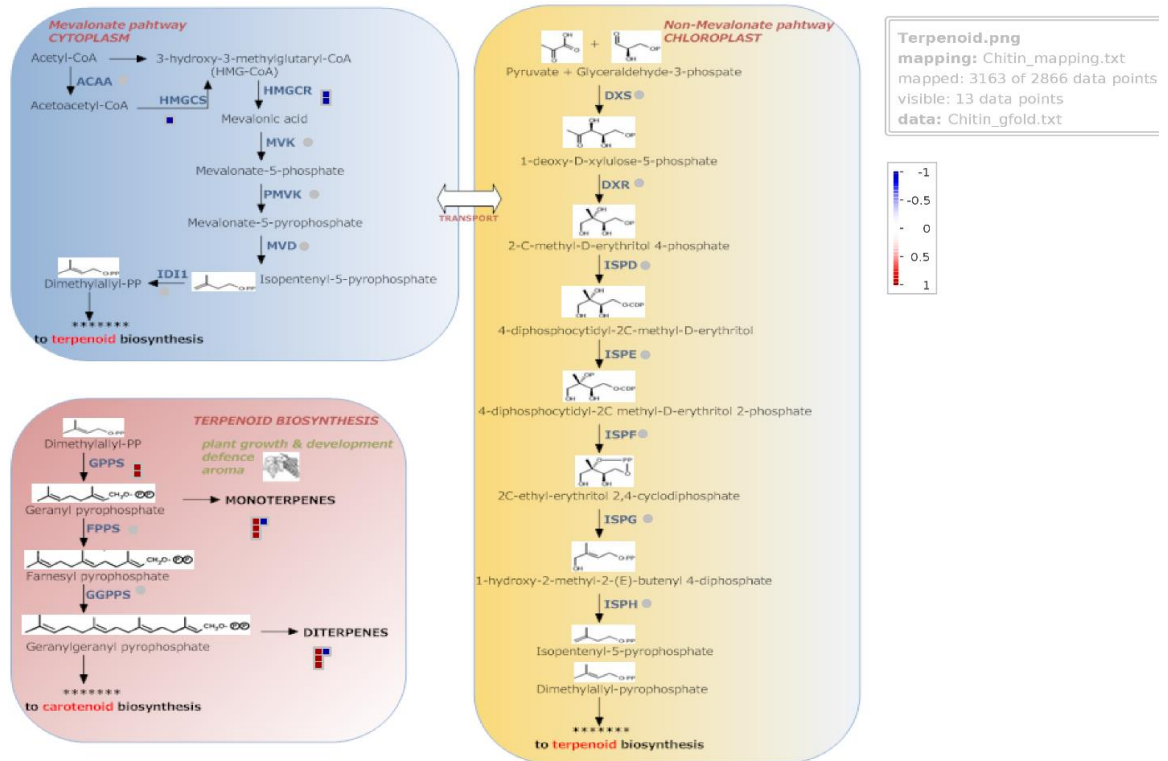 Mevalonate pahtway
CYTOPLASM
Acetyl-CoA
3-hydroxy-3-methylglutaryl-CoA
(HMG-CoA)
ACAA
Acetoacetyl-CoA
HMGCS
HMGCR
Mevalonic acid
MVK
Mevalonate-5-phosphate
PMVK
Mevalonate-5-pyrophosphate
MVD
IDI1
Isopentenyl-5-pyrophosphate
Dimethylallyl-PP
*******
to terpenoid biosynthesis
TRANSPORT
Non-Mevalonate pahtway
CHLOROPLAST
+
Pyruvate + Glyceraldehyde-3-phospate
DXS
1-deoxy-D-xylulose-5-phosphate
DXR
2-C-methyl-D-erythritol 4-phosphate
ISPD
4-diphosphocytidyl-2C-methyl-D-erythritol
ISPE
4-diphosphocytidyl-2C methyl-D-erythritol 2-phosphate
ISPF
2C-ethyl-erythritol 2,4-cyclodiphosphate
ISPG
1-hydroxy-2-methyl-2-(E)-butenyl 4-diphosphate
ISPH
Isopentenyl-5-pyrophosphate
Dimethylallyl-pyrophosphate
*******
to terpenoid biosynthesis
TERPENOID BIOSYNTHESIS
plant growth & development
defence
aroma
Dimethylallyl-PP
GPPS
Geranyl pyrophosphate
MONOTERPENES
FPPS
Farnesyl pyrophosphate
GGPPS
Geranylgeranyl pyrophosphate
DITERPENES
*******
to carotenoid biosynthesis
Terpenoid.png
mapping: Chitin_mapping.txt
mapped: 3163 of 2866 data points
visible: 13 data points
data: Chitin_gfold.txt
-1
-0.5
0
0.5
1